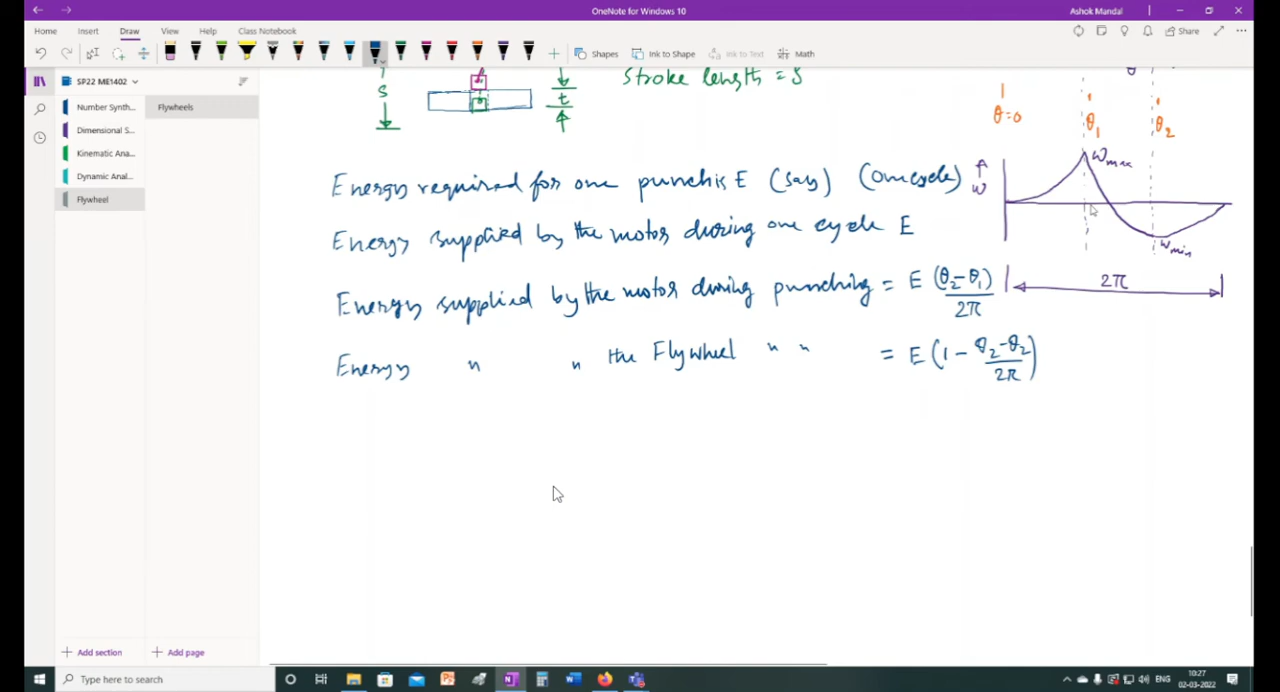 OneNote for Windows 10
Ashok Mandal
Home Insert Draw View Help Class Notebook
Share
Shapes Ink to Shape Ink to Text Math
SP22 ME1402
Number Synth...
Dimensional S...
Kinematic Ana...
Dynamic Anal...
Flywheel
Flywheels
S
t
Stroke length = S
θ=0 θ₁ θ₂
Energy required for one punch is E (say) (one cycle)
ω ωmax
Energy supplied by the motor during one cycle E
ωmin
Energy supplied by the motor during punching = E (θ₂-θ₁)/2π
2π
Energy " " the Flywheel " " = E (1 - θ₂-θ₂/2π)
Add section Add page
Type here to search
ENG
10:27
02-03-2022